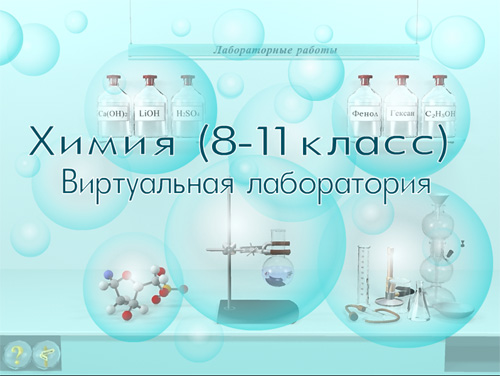 Лабораторные работы
Ca(OH)₂ LiOH H₂SO₄ Фенол Гексан C₂H₅OH
Химия (8-11 класс)
Виртуальная лаборатория
?